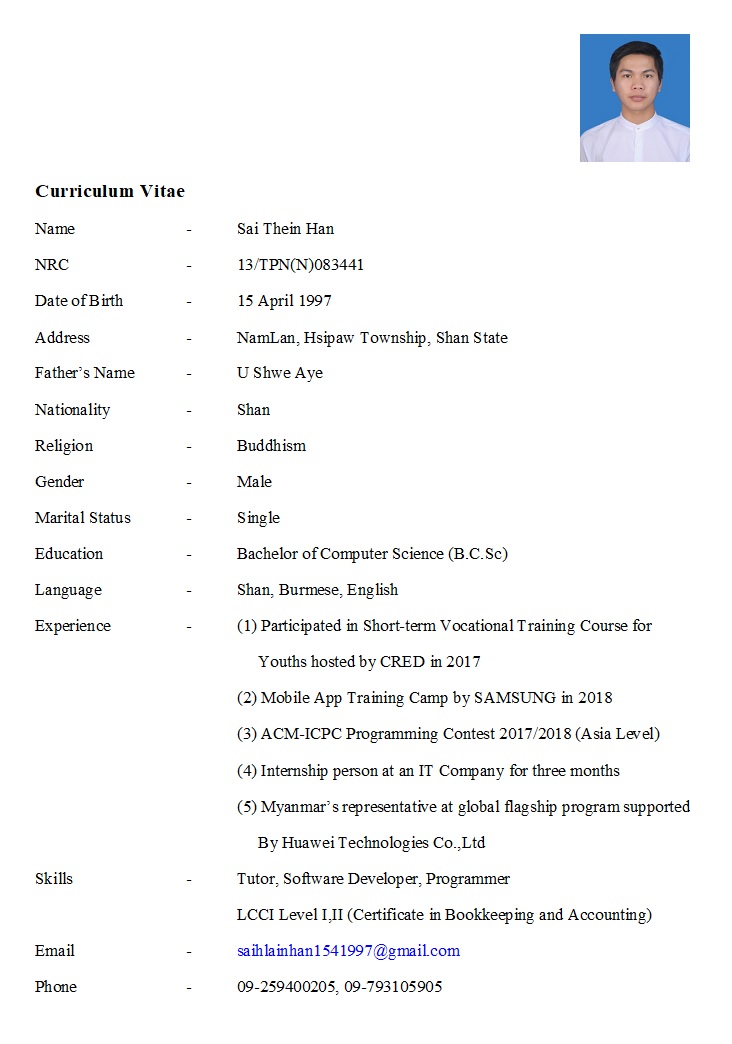 Curriculum Vitae
Name - Sai Thein Han
NRC - 13/TPN(N)083441
Date of Birth - 15 April 1997
Address - NamLan, Hsipaw Township, Shan State
Father’s Name - U Shwe Aye
Nationality - Shan
Religion - Buddhism
Gender - Male
Marital Status - Single
Education - Bachelor of Computer Science (B.C.Sc)
Language - Shan, Burmese, English
Experience - (1) Participated in Short-term Vocational Training Course for
Youths hosted by CRED in 2017
(2) Mobile App Training Camp by SAMSUNG in 2018
(3) ACM-ICPC Programming Contest 2017/2018 (Asia Level)
(4) Internship person at an IT Company for three months
(5) Myanmar’s representative at global flagship program supported
By Huawei Technologies Co.,Ltd
Skills - Tutor, Software Developer, Programmer
LCCI Level I,II (Certificate in Bookkeeping and Accounting)
Email - saihlainhan1541997@gmail.com
Phone - 09-259400205, 09-793105905